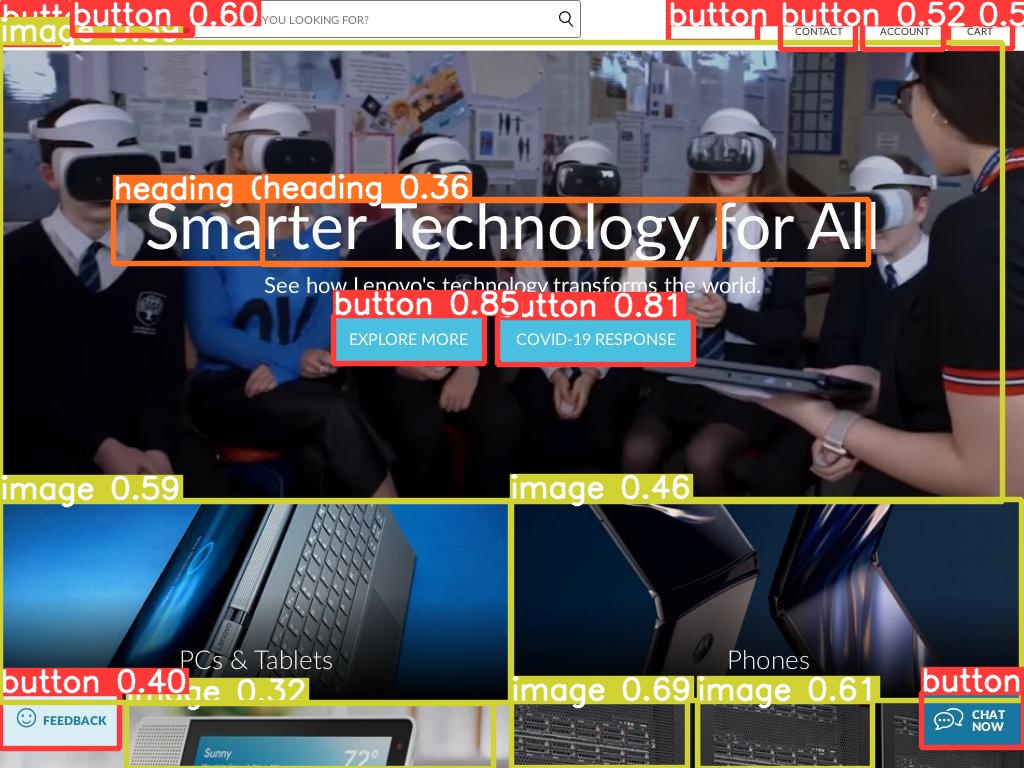 button 0.60
YOU LOOKING FOR?
button
button 0.52
0.5
image 0.59
CONTACT
ACCOUNT
CART
heading
heading 0.36
Smarter Technology for All
See how Lenovo's technology transforms the world.
button 0.85
button 0.81
EXPLORE MORE
COVID-19 RESPONSE
image 0.59
image 0.46
PCs & Tablets
Phones
button 0.40
image 0.32
image 0.69
image 0.61
button
FEEDBACK
CHAT
NOW
Sunny
72°